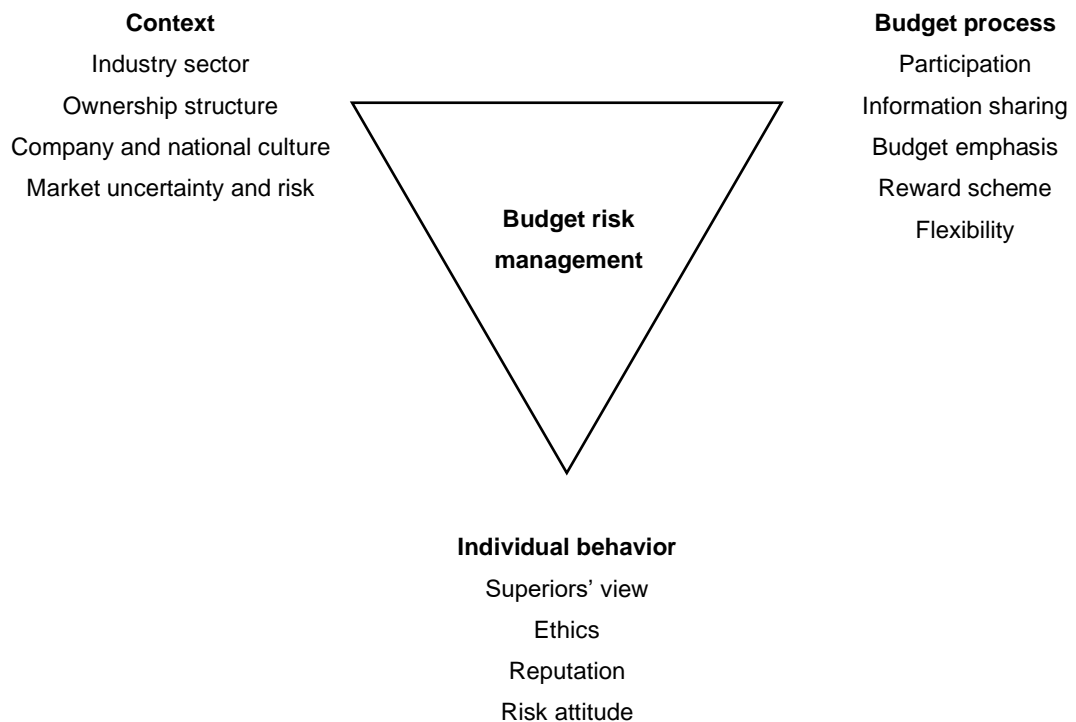 Context
Industry sector
Ownership structure
Company and national culture
Market uncertainty and risk
Budget process
Participation
Information sharing
Budget emphasis
Reward scheme
Flexibility
Budget risk
management
Individual behavior
Superiors’ view
Ethics
Reputation
Risk attitude